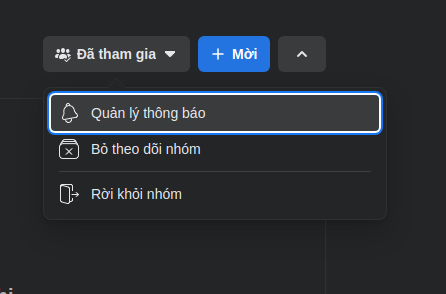 Đã tham gia
Mời
Quản lý thông báo
Bỏ theo dõi nhóm
Rời khỏi nhóm